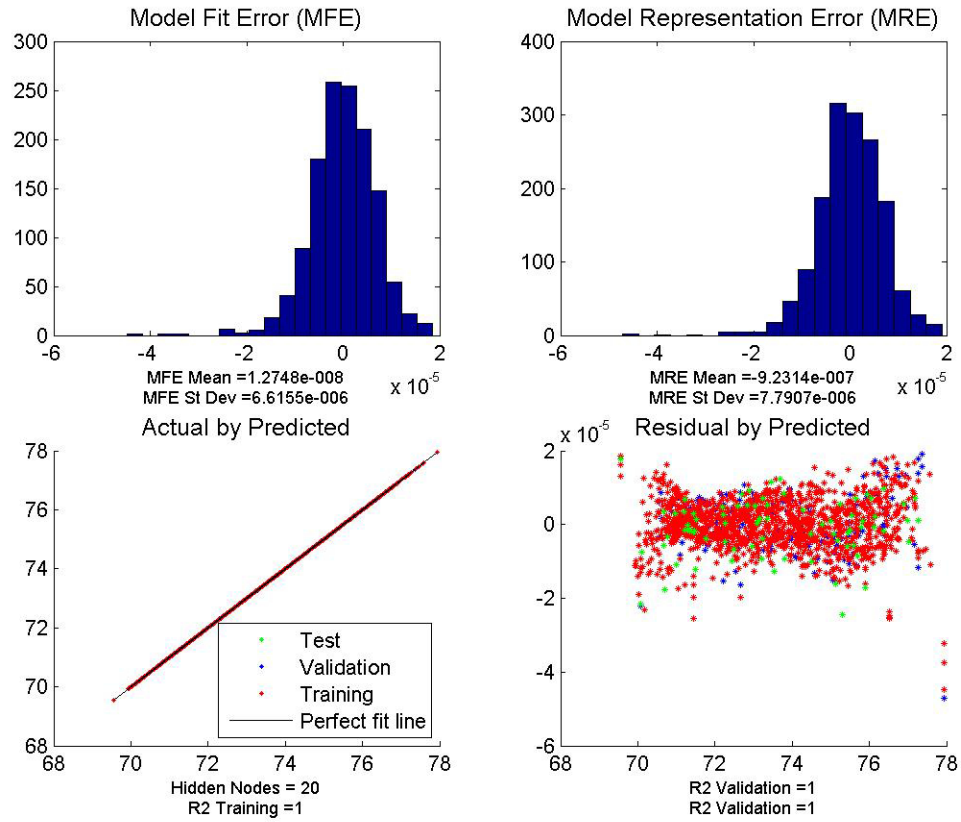 Model Fit Error (MFE)
300
250
200
150
100
50
0
-6
-4
-2
0
2
x 10^-5
MFE Mean =1.2748e-008
MFE St Dev =6.6155e-006
Model Representation Error (MRE)
400
300
200
100
0
-6
-4
-2
0
2
x 10^-5
MRE Mean =-9.2314e-007
MRE St Dev =7.7907e-006
Actual by Predicted
78
76
74
72
70
68
68
70
72
74
76
78
Test
Validation
Training
Perfect fit line
Hidden Nodes = 20
R2 Training =1
Residual by Predicted
x 10^-5
2
0
-2
-4
-6
68
70
72
74
76
78
R2 Validation =1
R2 Validation =1